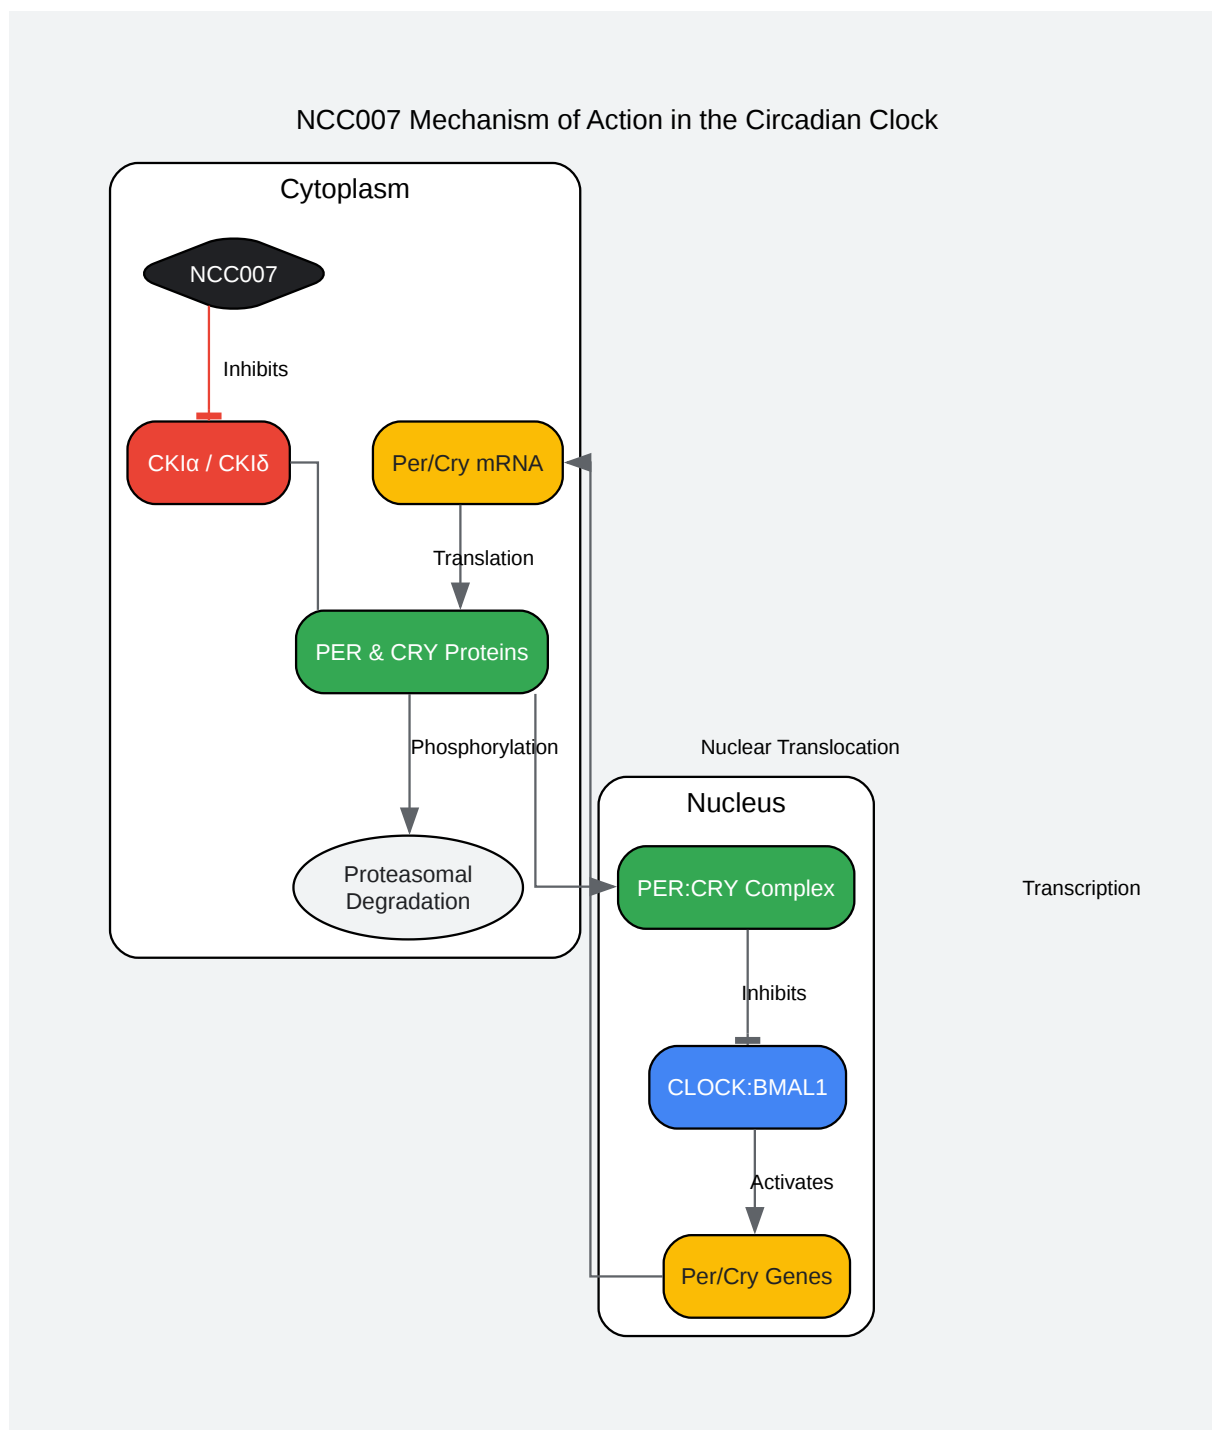 NCC007 Mechanism of Action in the Circadian Clock
Cytoplasm
NCC007
Inhibits
CKIα / CKIδ
Per/Cry mRNA
Translation
PER & CRY Proteins
Phosphorylation
Nuclear Translocation
Nucleus
Proteasomal
Degradation
PER:CRY Complex
Transcription
Inhibits
CLOCK:BMAL1
Activates
Per/Cry Genes